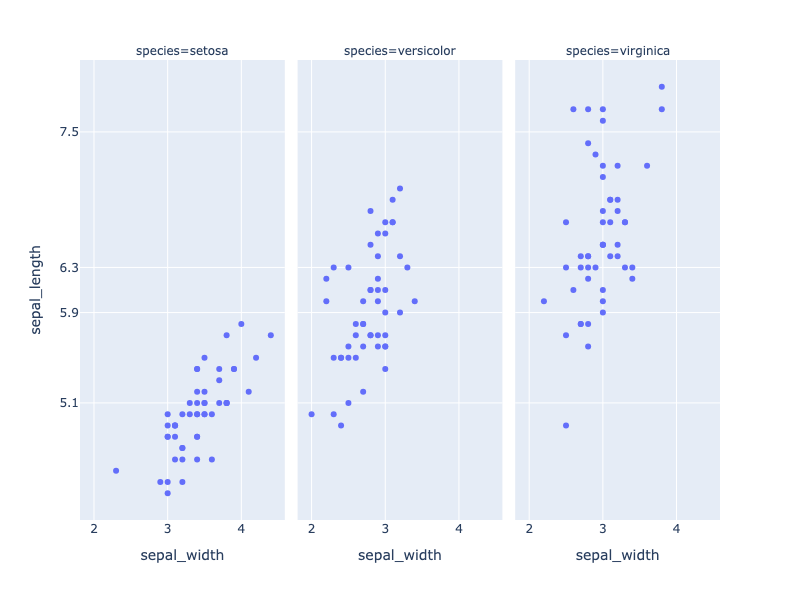 species=setosa species=versicolor species=virginica
7.5
6.3
5.9
5.1
sepal_length
2 3 4 2 3 4 2 3 4
sepal_width sepal_width sepal_width